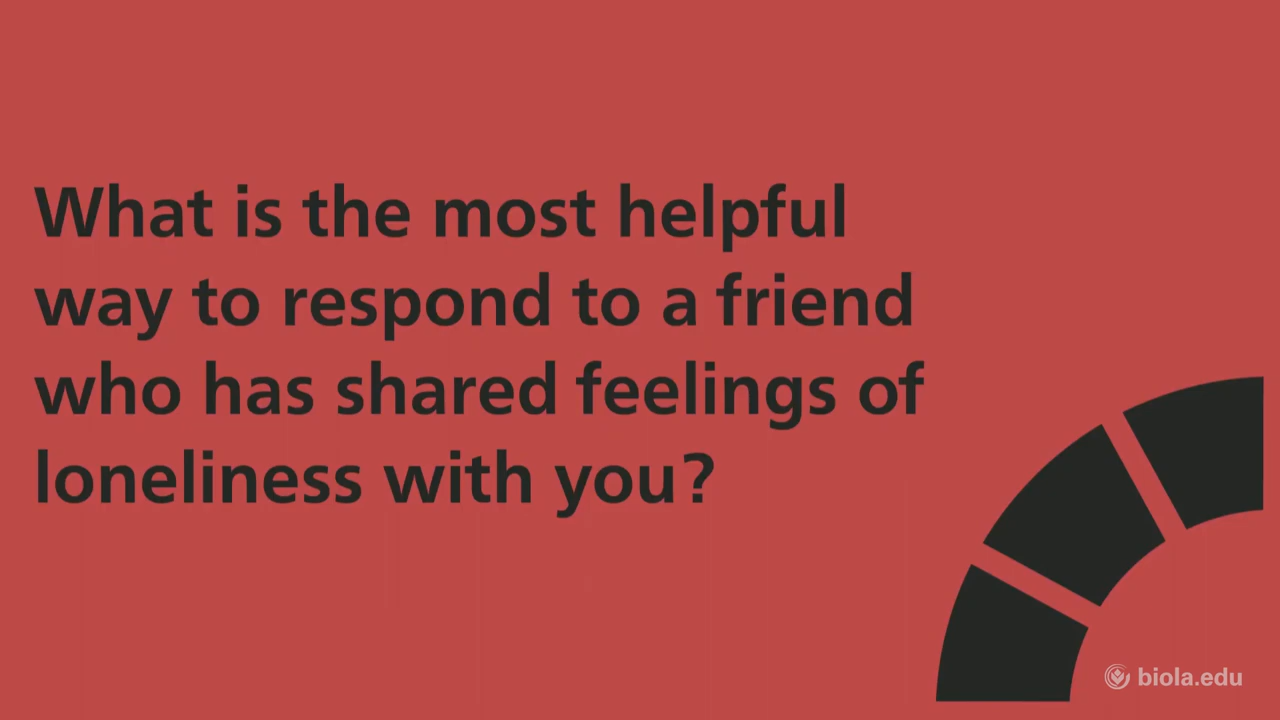 What is the most helpful
way to respond to a friend
who has shared feelings of
loneliness with you?
biola.edu